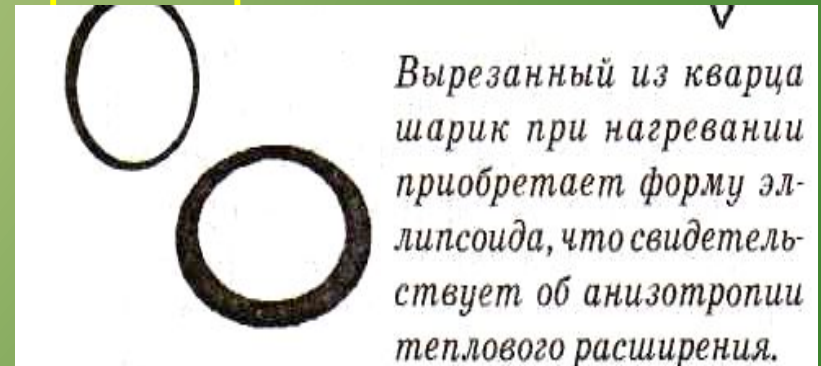 Вырезанный из кварца
шарик при нагревании
приобретает форму эл-
липсоида, что свидетель-
ствует об анизотропии
теплового расширения.